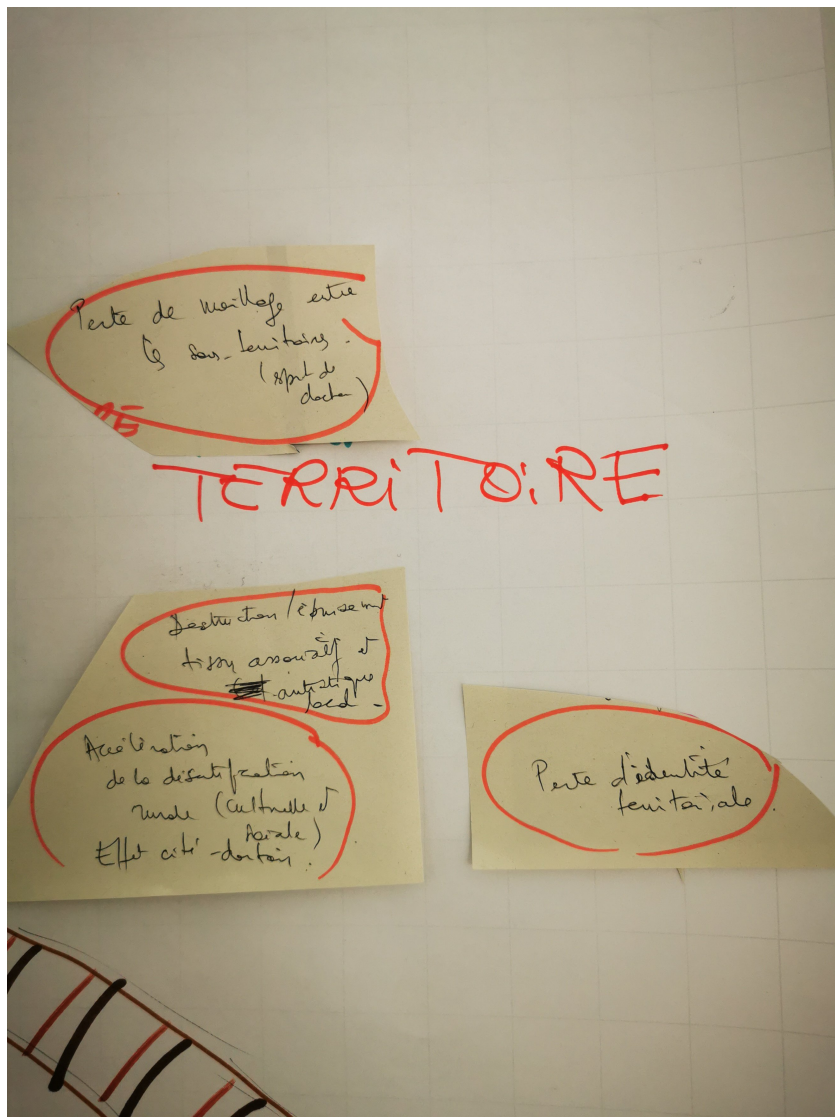 Perte de maillage entre
les sous-territoires.
(esprit de
clocher)
TERRITOIRE
Destruction/épuisement
tissu associatif et
artistique
local.
Accélération
de la désertification
rurale (culturelle et
sociale)
Effet cité-dortoir.
Perte d'identité
territoriale.